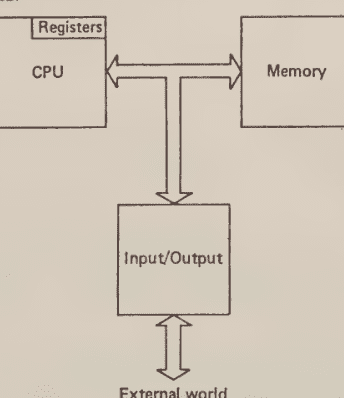 Registers
CPU
Memory
Input/Output
External world